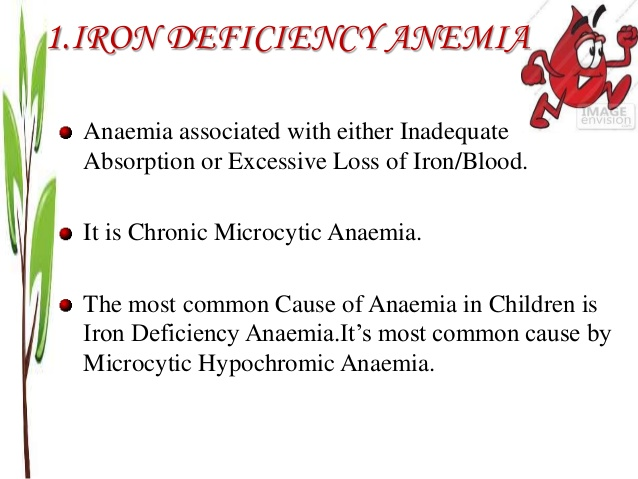 1.IRON DEFICIENCY ANEMIA
Anaemia associated with either Inadequate
Absorption or Excessive Loss of Iron/Blood.
It is Chronic Microcytic Anaemia.
The most common Cause of Anaemia in Children is
Iron Deficiency Anaemia.It’s most common cause by
Microcytic Hypochromic Anaemia.
IMAGE
envision